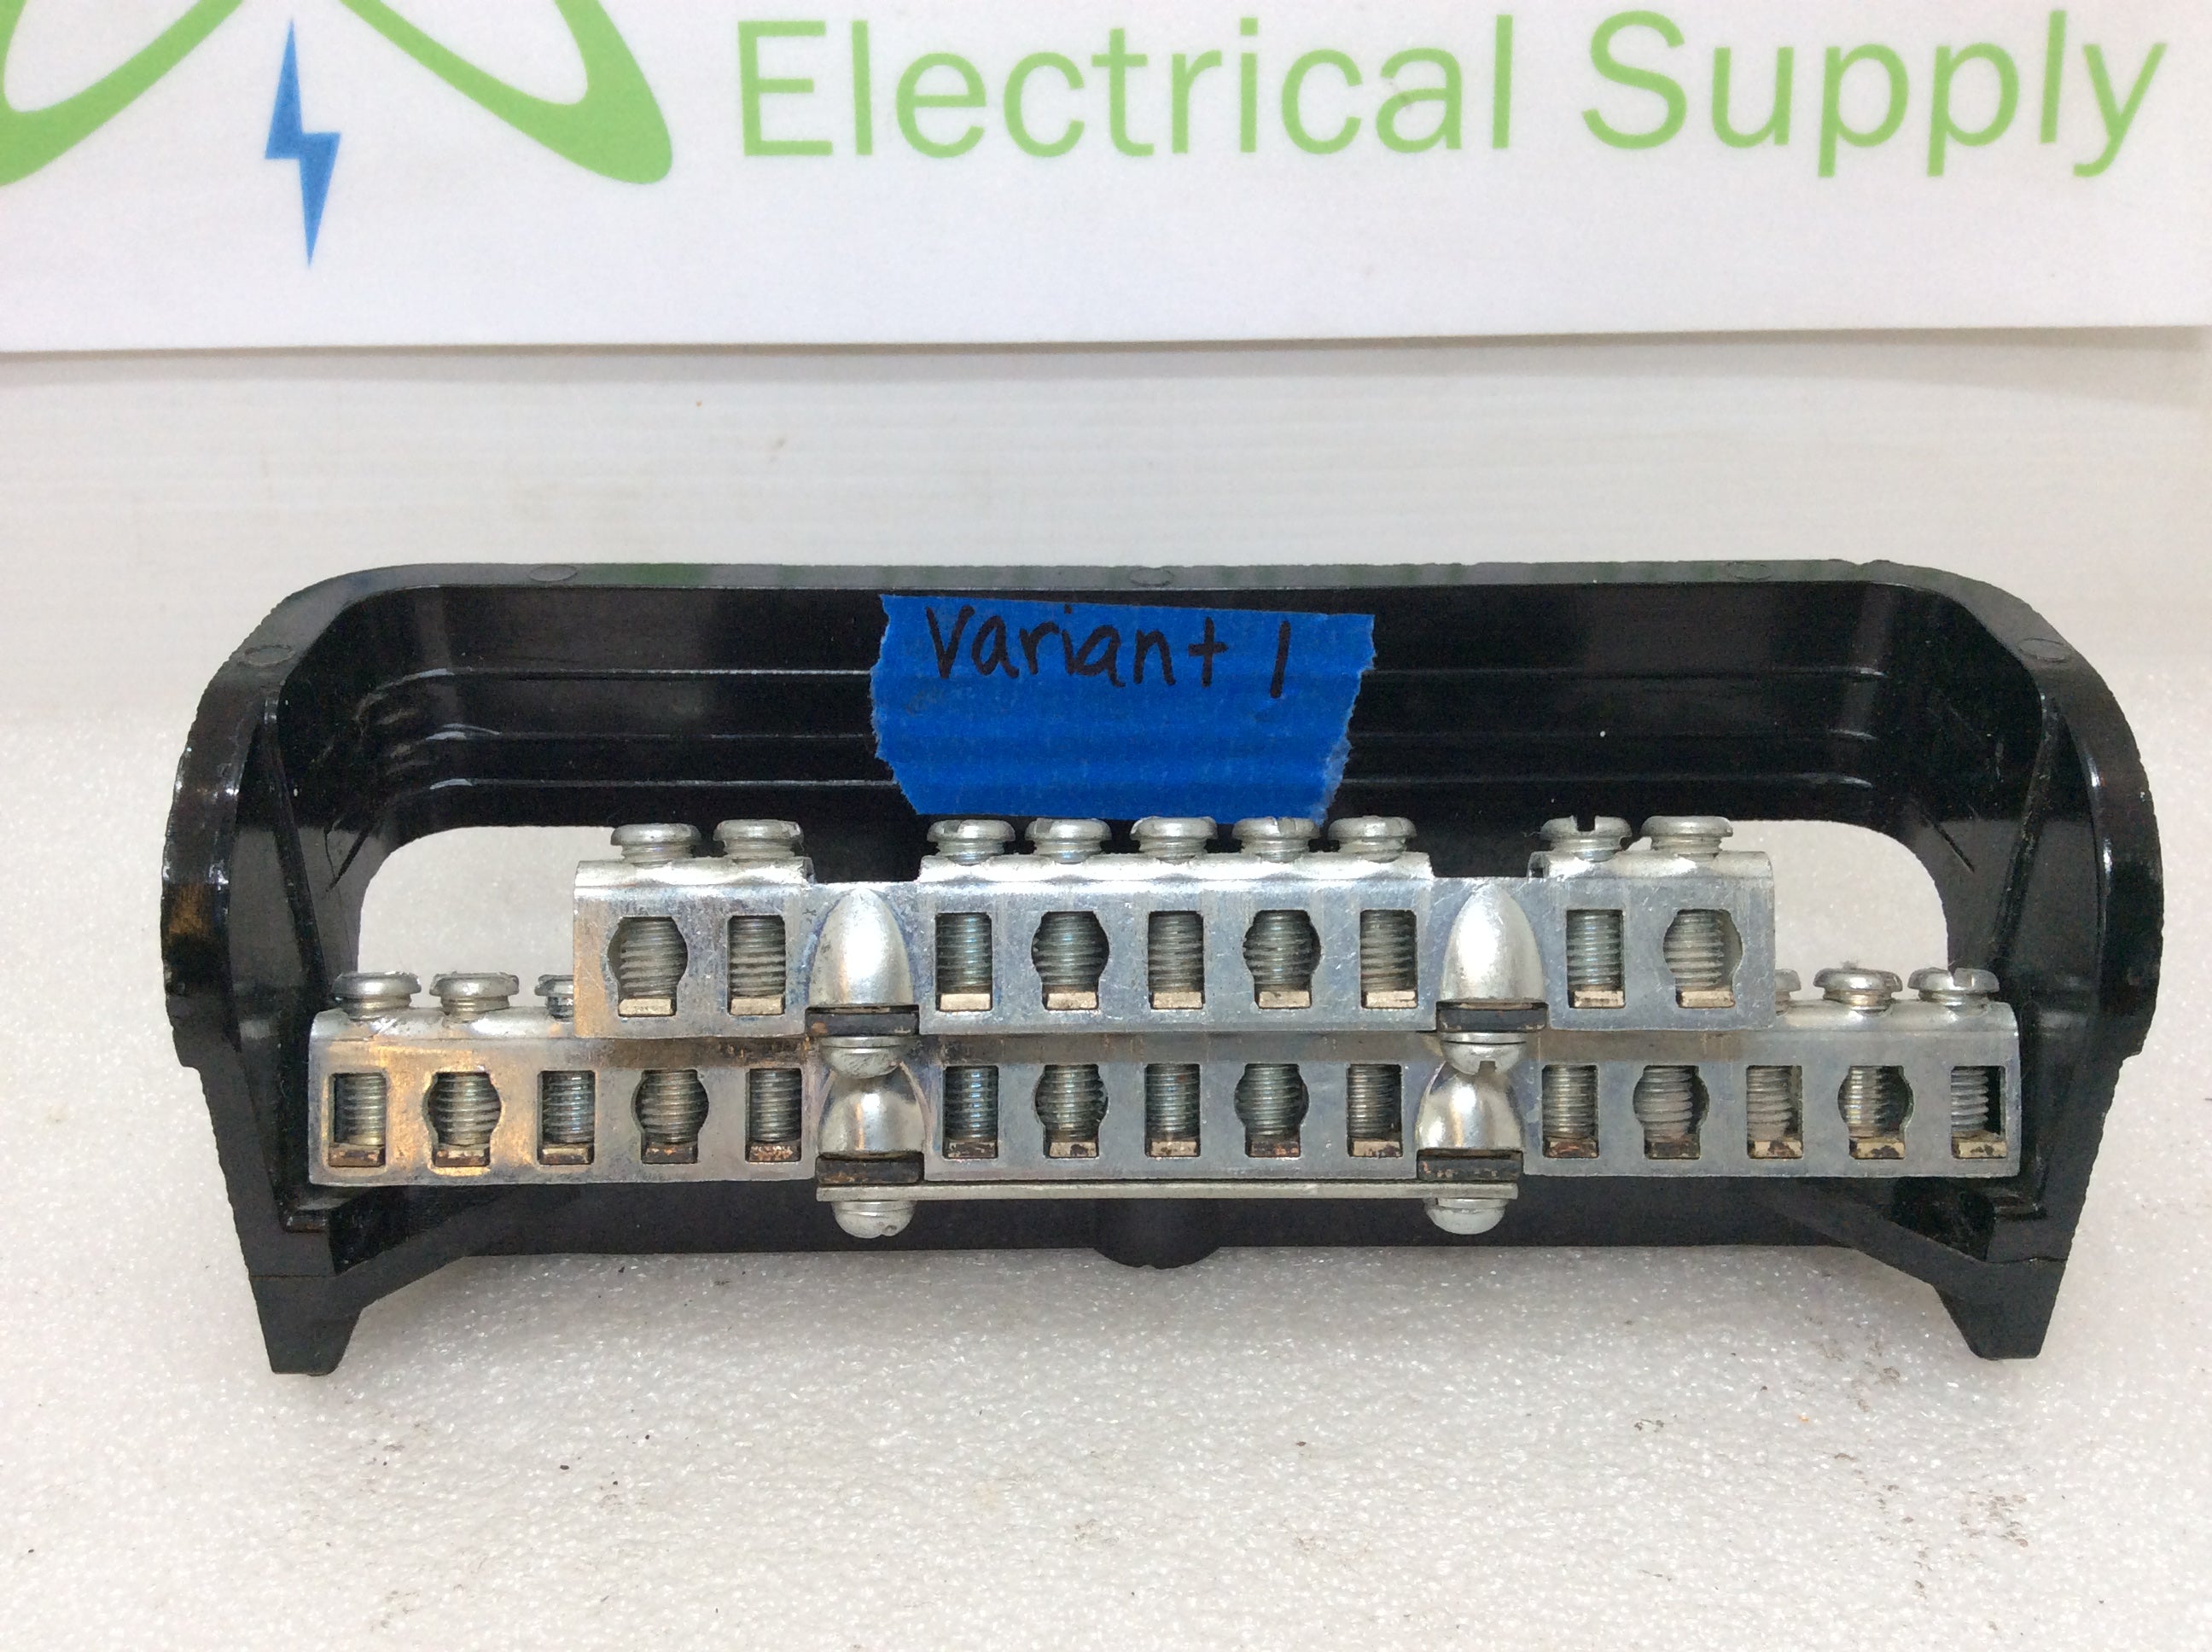 Electrical Supply
Variant 1